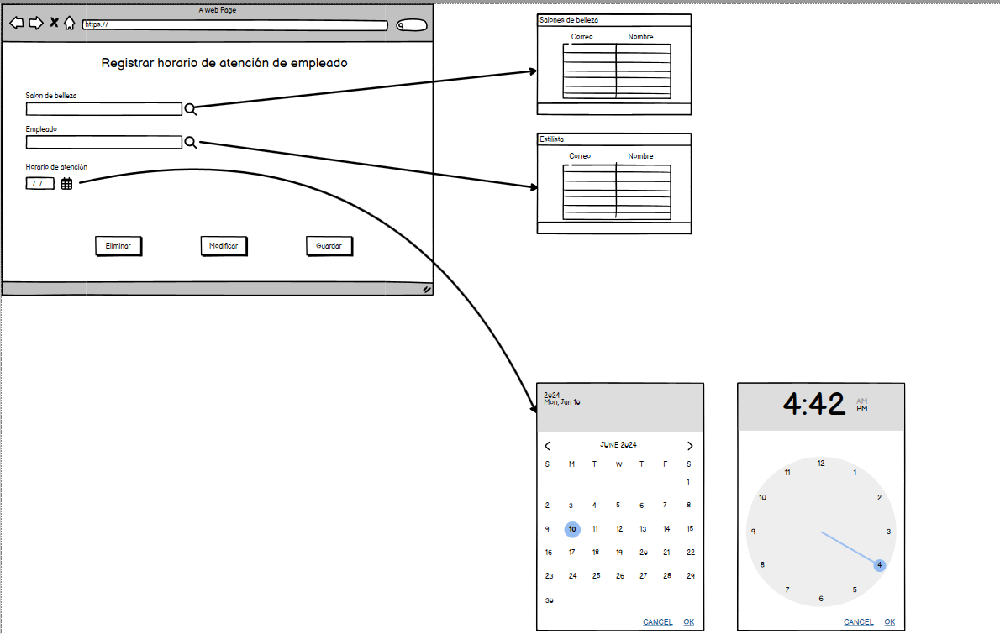 A Web Page
https://
Registrar horario de atención de empleado
Salon de belleza
Empleado
Horario de atención
/ /
Eliminar Modificar Guardar
Salones de belleza
Correo Nombre
Estilista
Correo Nombre
2024
Mon, Jun 10
JUNE 2024
S M T W T F S
1
2 3 4 5 6 7 8
9 10 11 12 13 14 15
16 17 18 19 20 21 22
23 24 25 26 27 28 29
30
CANCEL OK
4:42
AM
PM
12
11 1
10 2
9 3
8 4
7 5
6
CANCEL OK